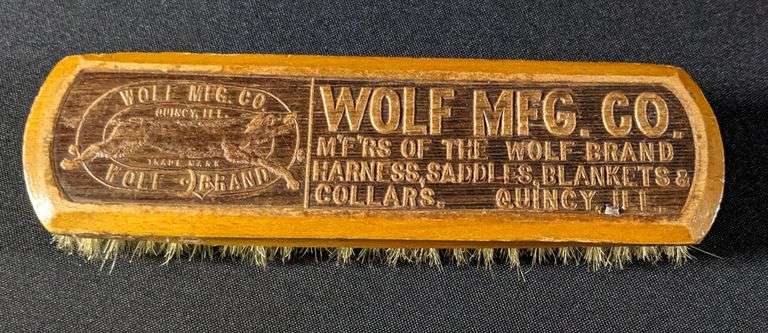 WOLF MFG. CO.
QUINCY, ILL.
TRADE MARK
WOLF BRAND
WOLF MFG. CO.
M'F'RS OF THE WOLF BRAND
HARNESS, SADDLES, BLANKETS &
COLLARS. QUINCY, ILL